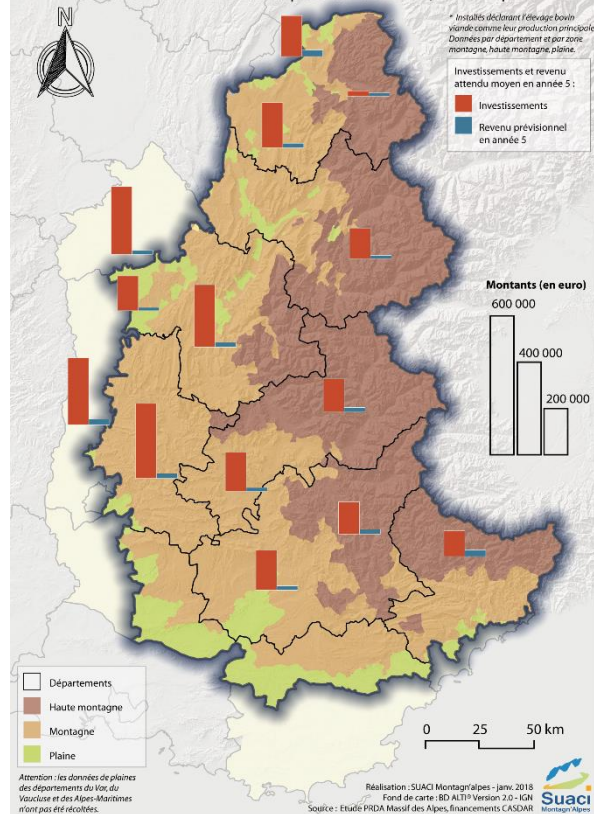 N
* Installés déclarant l'élevage bovin
viande comme leur production principale
Données par département et par zone
montagne, haute montagne, plaine.
Investissements et revenu
attendu moyen en année 5 :
Investissements
Revenu prévisionnel
en année 5
Montants (en euro)
600 000
400 000
200 000
Départements
Haute montagne
Montagne
Plaine
0 25 50 km
Attention : les données de plaines
des départements du Var, du
Vaucluse et des Alpes-Maritimes
n'ont pas été récoltées.
Réalisation : SUACI Montagn'alpes - janv. 2018
Fond de carte : BD ALTI® Version 2.0 - IGN
Source : Etude PRDA Massif des Alpes, financements CASDAR
Suaci
Montagn'Alpes